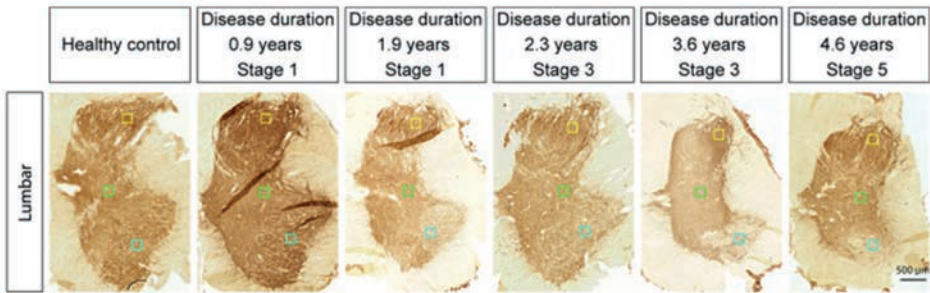 Healthy control
Disease duration
0.9 years
Stage 1
Disease duration
1.9 years
Stage 1
Disease duration
2.3 years
Stage 3
Disease duration
3.6 years
Stage 3
Disease duration
4.6 years
Stage 5
Lumbar
500 µm